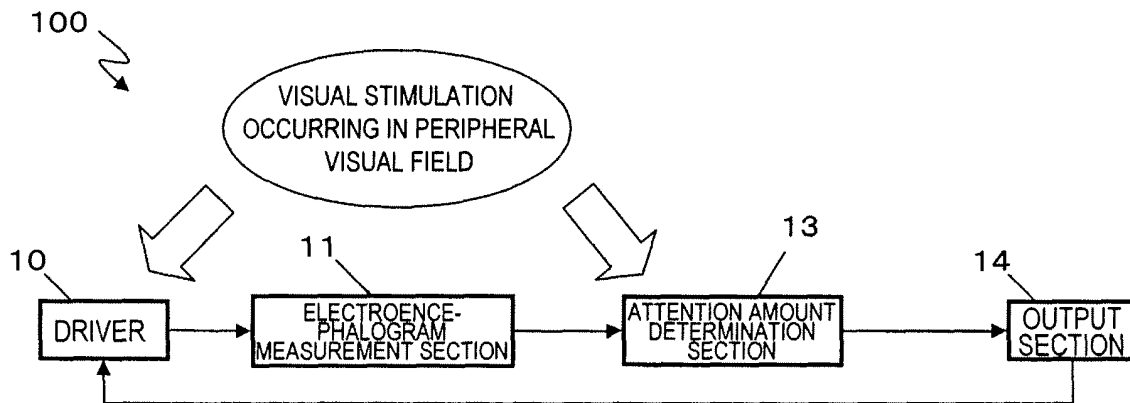 100
VISUAL STIMULATION
OCCURRING IN PERIPHERAL
VISUAL FIELD
10
11
13
14
DRIVER
ELECTROENCE-
PHALOGRAM
MEASUREMENT SECTION
ATTENTION AMOUNT
DETERMINATION
SECTION
OUTPUT
SECTION